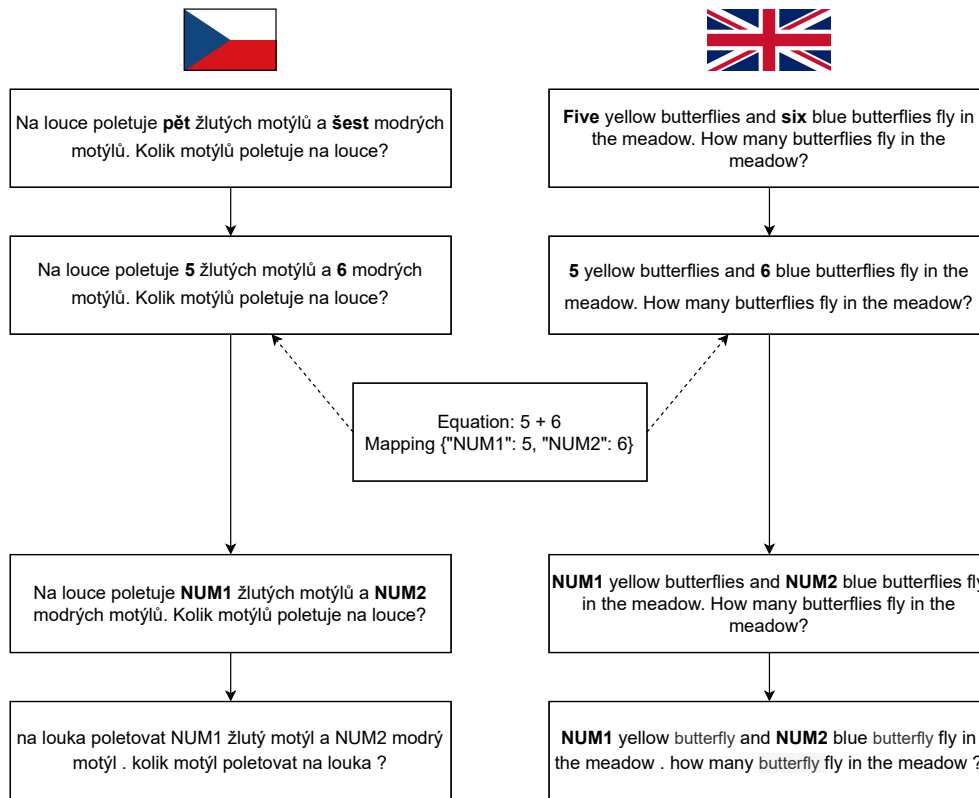 Na louce poletuje pět žlutých motýlů a šest modrých
motýlů. Kolik motýlů poletuje na louce?
Five yellow butterflies and six blue butterflies fly in
the meadow. How many butterflies fly in the
meadow?
Na louce poletuje 5 žlutých motýlů a 6 modrých
motýlů. Kolik motýlů poletuje na louce?
5 yellow butterflies and 6 blue butterflies fly in the
meadow. How many butterflies fly in the meadow?
Equation: 5 + 6
Mapping {"NUM1": 5, "NUM2": 6}
Na louce poletuje NUM1 žlutých motýlů a NUM2
modrých motýlů. Kolik motýlů poletuje na louce?
NUM1 yellow butterflies and NUM2 blue butterflies fly
in the meadow. How many butterflies fly in the
meadow?
na louka poletovat NUM1 žlutý motýl a NUM2 modrý
motýl . kolik motýl poletovat na louka ?
NUM1 yellow butterfly and NUM2 blue butterfly fly in
the meadow . how many butterfly fly in the meadow ?